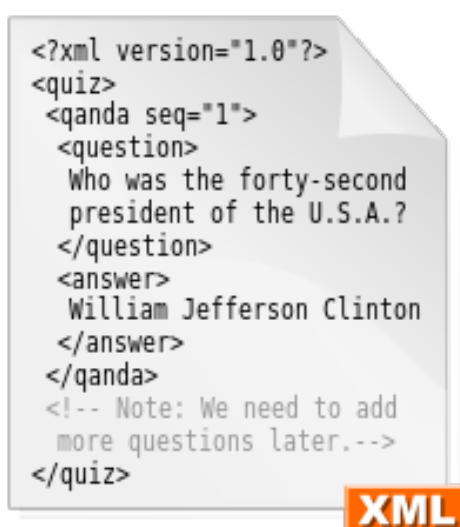 <?xml version="1.0"?>
<quiz>
<qanda seq="1">
<question>
Who was the forty-second
president of the U.S.A.?
</question>
<answer>
William Jefferson Clinton
</answer>
</qanda>
<!-- Note: We need to add
more questions later.-->
</quiz>
XML